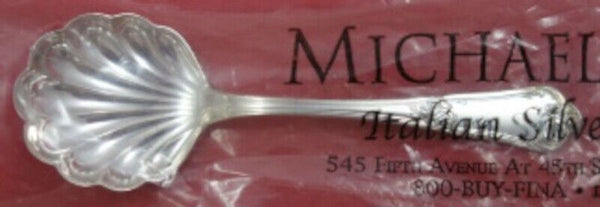 MICHAEL
Italian Silve
545 FIFTH AVENUE AT 45TH S
800-BUY-FINA •